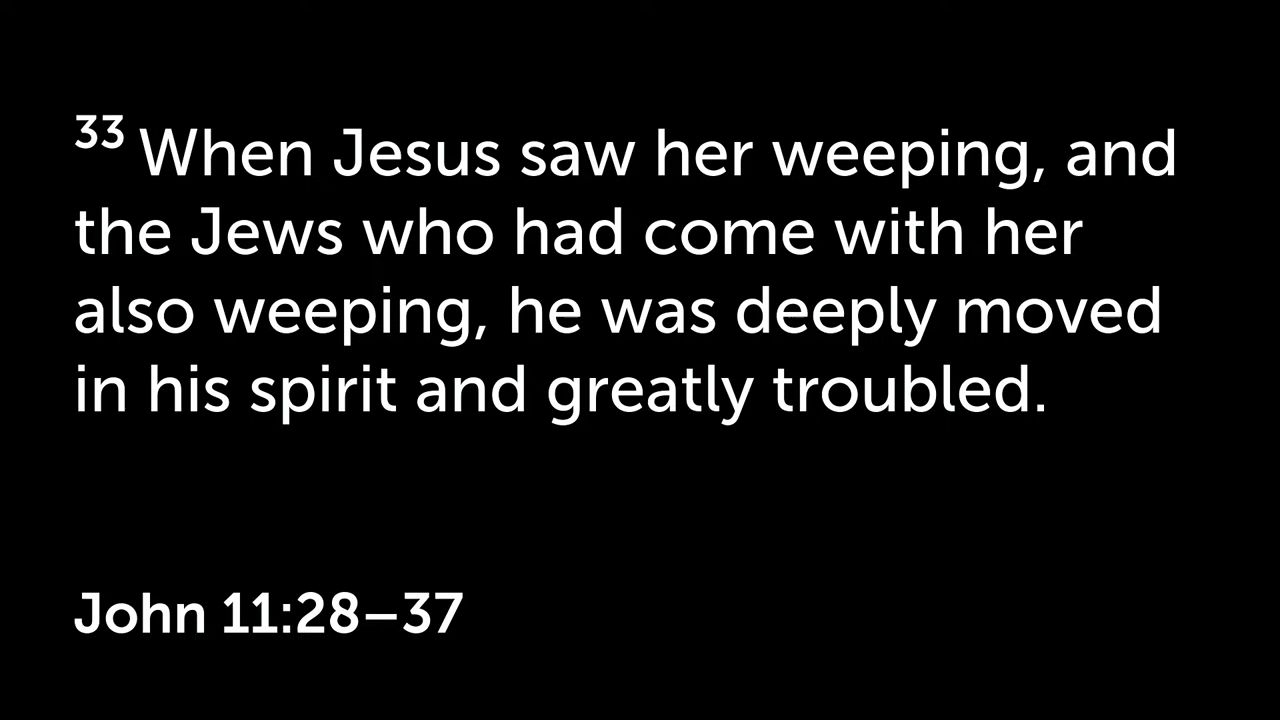 33 When Jesus saw her weeping, and
the Jews who had come with her
also weeping, he was deeply moved
in his spirit and greatly troubled.
John 11:28–37